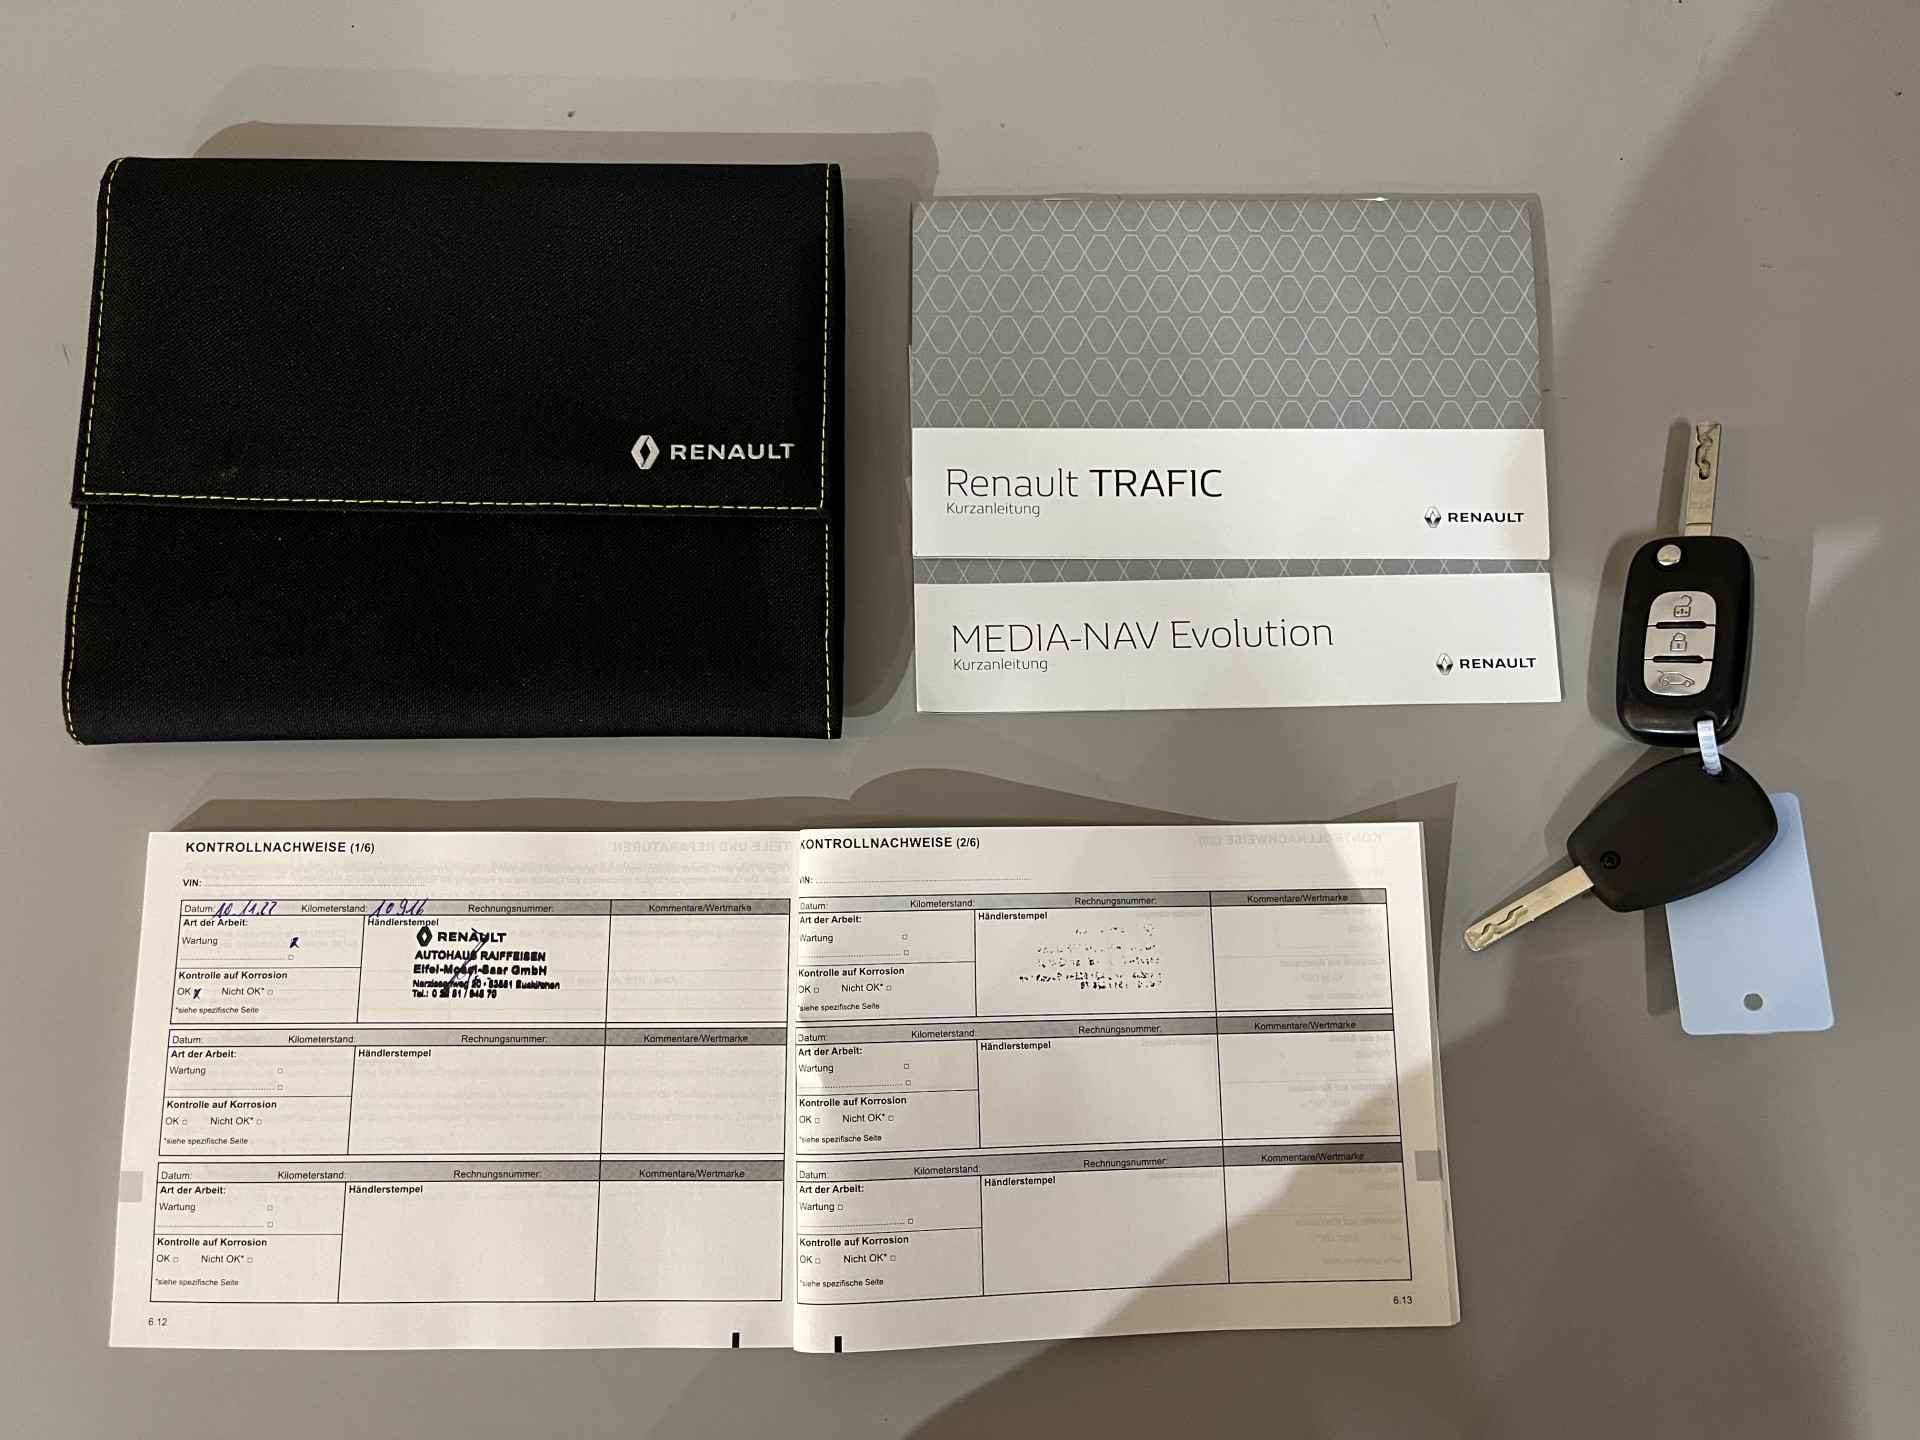 RENAULT
Renault TRAFIC
Kurzanleitung
RENAULT
MEDIA-NAV Evolution
Kurzanleitung
RENAULT
KONTROLLNACHWEISE (1/6)
VIN:
Datum: 10.11.22 Kilometerstand: 10.916 Rechnungsnummer: Kommentare/Wertmarke
Art der Arbeit: Händlerstempel
Wartung x
RENAULT
AUTOHAUS RAIFFEISEN
Eifel-Mosel-Saar GmbH
Kontrolle auf Korrosion
OK x Nicht OK* □
*siehe spezifische Seite
Datum: Kilometerstand: Rechnungsnummer: Kommentare/Wertmarke
Art der Arbeit: Händlerstempel
Wartung □
Kontrolle auf Korrosion
OK □ Nicht OK* □
*siehe spezifische Seite
Datum: Kilometerstand: Rechnungsnummer: Kommentare/Wertmarke
Art der Arbeit: Händlerstempel
Wartung □
Kontrolle auf Korrosion
OK □ Nicht OK* □
*siehe spezifische Seite
6.12
KONTROLLNACHWEISE (2/6)
VIN:
Datum: Kilometerstand: Rechnungsnummer: Kommentare/Wertmarke
Art der Arbeit: Händlerstempel
Wartung □
Kontrolle auf Korrosion
OK □ Nicht OK* □
*siehe spezifische Seite
Datum: Kilometerstand: Rechnungsnummer: Kommentare/Wertmarke
Art der Arbeit: Händlerstempel
Wartung □
Kontrolle auf Korrosion
OK □ Nicht OK* □
*siehe spezifische Seite
Datum: Kilometerstand: Rechnungsnummer: Kommentare/Wertmarke
Art der Arbeit: Händlerstempel
Wartung □
Kontrolle auf Korrosion
OK □ Nicht OK* □
*siehe spezifische Seite
6.13